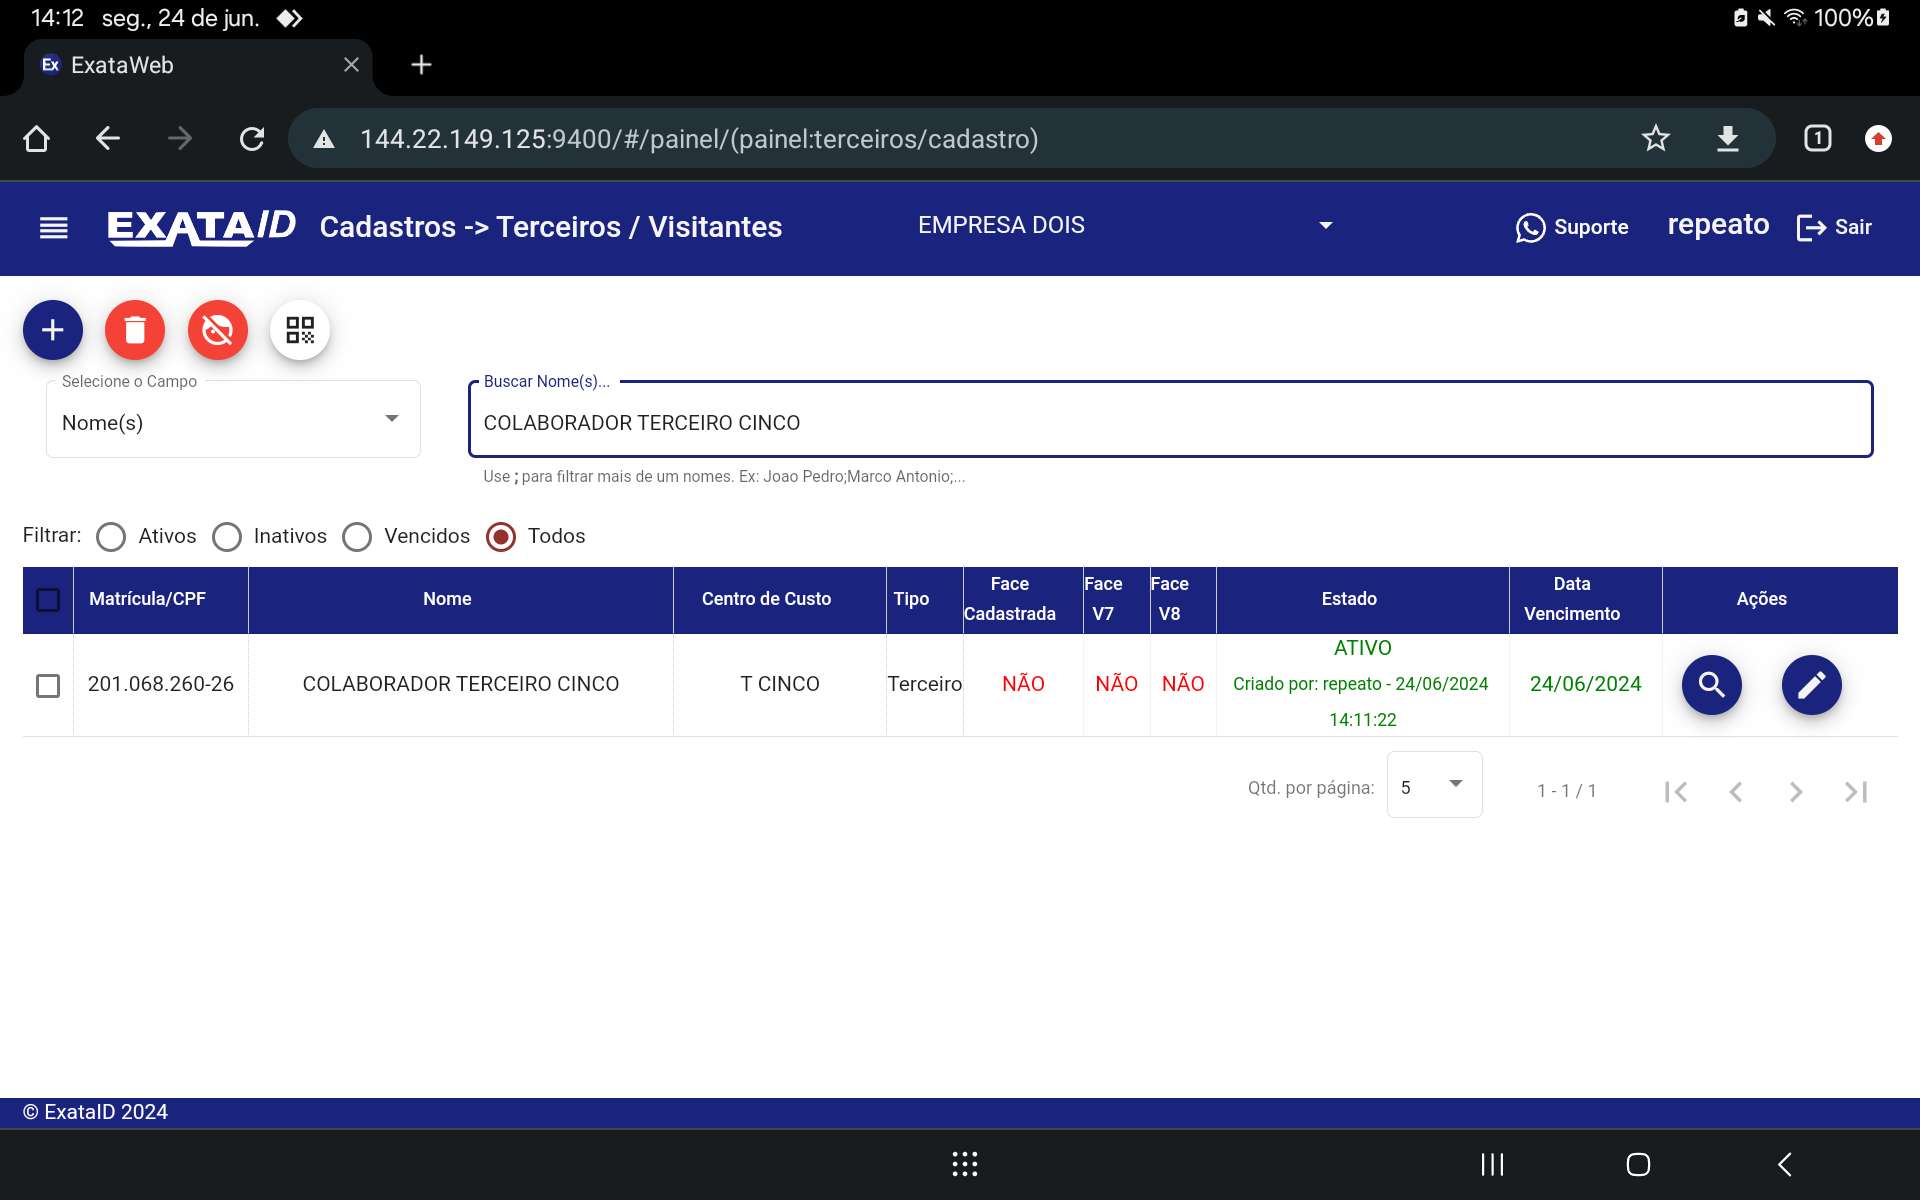 14:12 seg., 24 de jun. 100%
Ex ExataWeb
144.22.149.125:9400/#/painel/(painel:terceiros/cadastro) 1
EXATAID Cadastros -> Terceiros / Visitantes EMPRESA DOIS Suporte repeato Sair
Selecione o Campo
Nome(s)
Buscar Nome(s)...
COLABORADOR TERCEIRO CINCO
Use ; para filtrar mais de um nomes. Ex: Joao Pedro;Marco Antonio;...
Filtrar: Ativos Inativos Vencidos Todos
Matrícula/CPF Nome Centro de Custo Tipo Face Cadastrada Face V7 Face V8 Estado Data Vencimento Ações
201.068.260-26 COLABORADOR TERCEIRO CINCO T CINCO Terceiro NÃO NÃO NÃO ATIVO
Criado por: repeato - 24/06/2024
14:11:22
24/06/2024
Qtd. por página: 5 1 - 1 / 1
© ExataID 2024